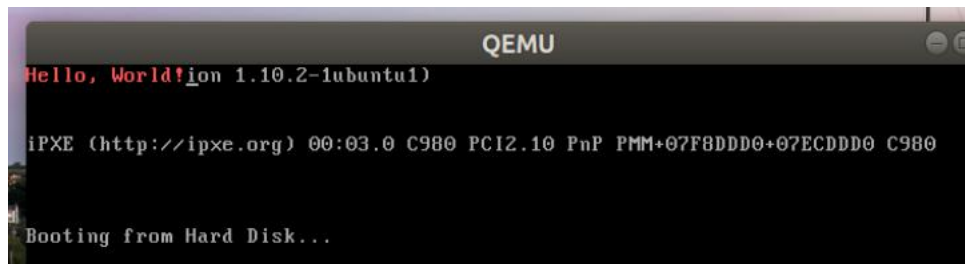 QEMU
Hello, World!ion 1.10.2-1ubuntu1)
iPXE (http://ipxe.org) 00:03.0 C980 PCI2.10 PnP PMM+07F8DDD0+07ECDDD0 C980
Booting from Hard Disk...